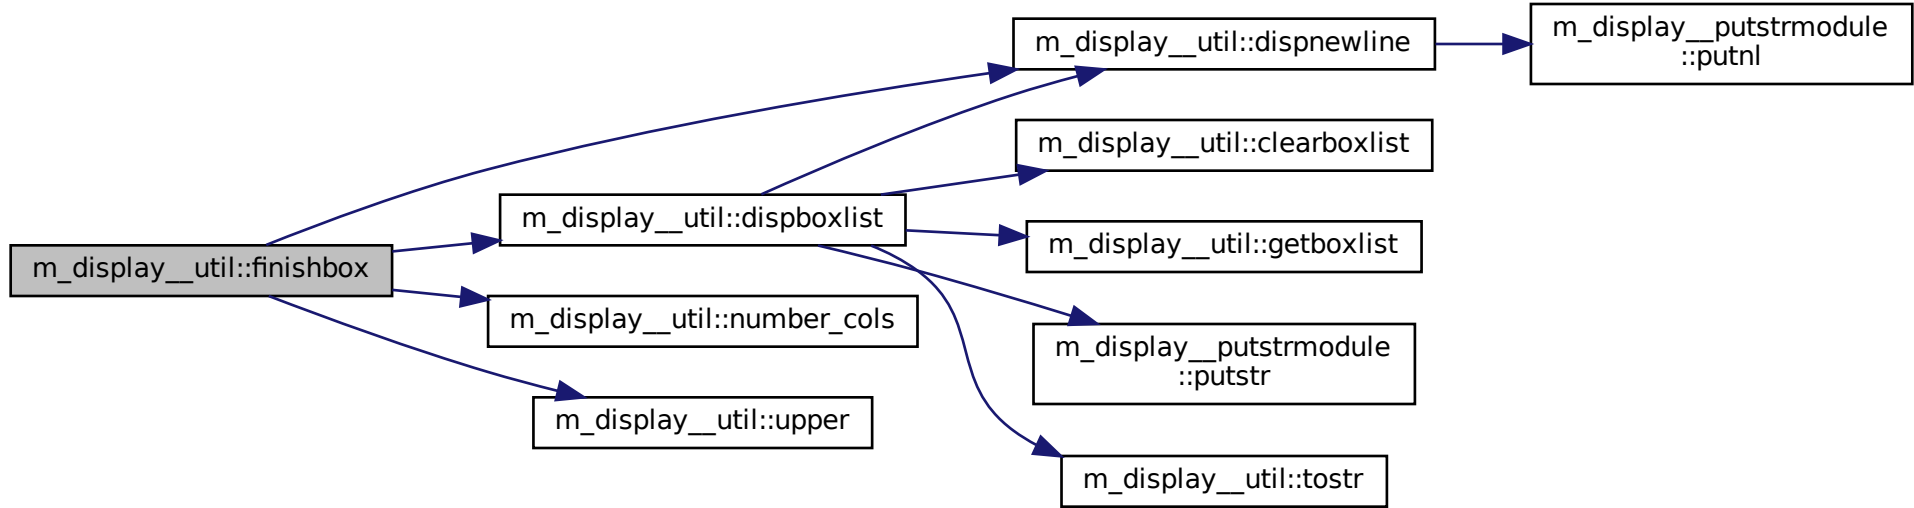 m_display__util::finishbox
m_display__util::dispnewline
m_display__putstrmodule
::putnl
m_display__util::dispboxlist
m_display__util::clearboxlist
m_display__util::getboxlist
m_display__putstrmodule
::putstr
m_display__util::tostr
m_display__util::number_cols
m_display__util::upper